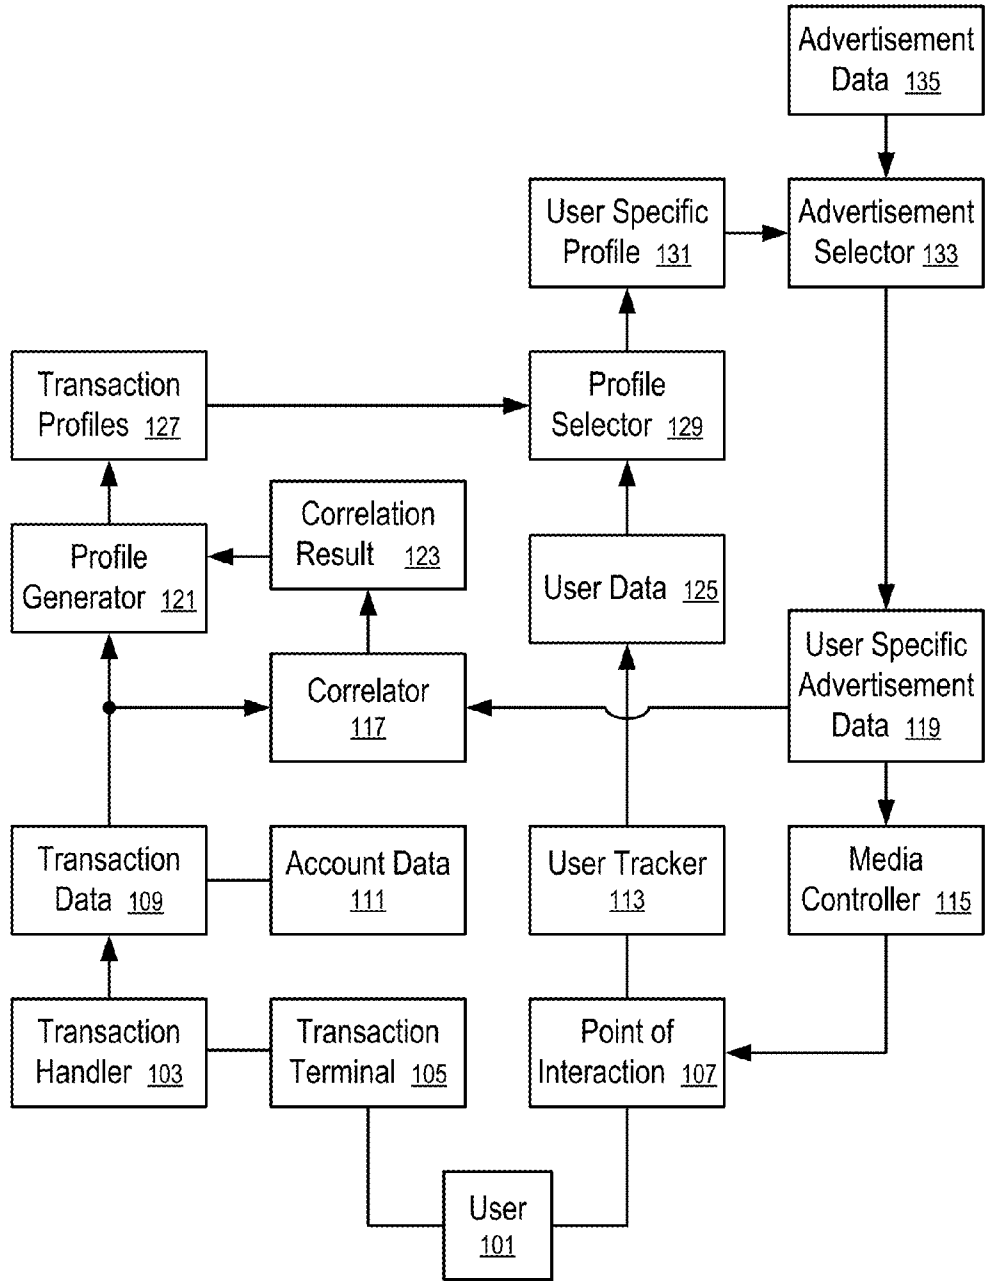 Advertisement
Data 135
User Specific
Profile 131
Advertisement
Selector 133
Transaction
Profiles 127
Profile
Selector 129
Correlation
Result 123
Profile
Generator 121
User Data 125
User Specific
Advertisement
Data 119
Correlator
117
Transaction
Data 109
Account Data
111
User Tracker
113
Media
Controller 115
Transaction
Handler 103
Transaction
Terminal 105
Point of
Interaction 107
User
101